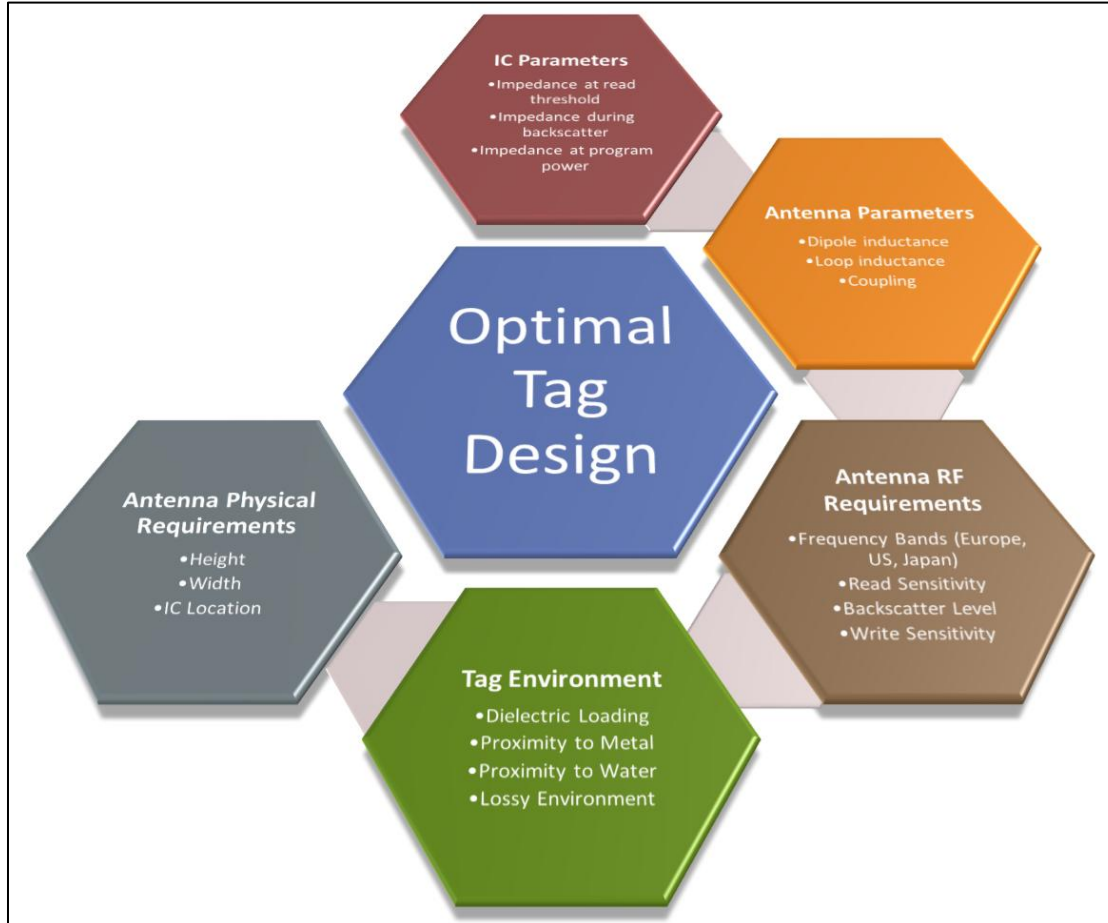 IC Parameters
•Impedance at read
threshold
•Impedance during
backscatter
•Impedance at program
power
Antenna Parameters
•Dipole inductance
•Loop inductance
•Coupling
Optimal
Tag
Design
Antenna RF
Requirements
•Frequency Bands (Europe,
US, Japan)
•Read Sensitivity
•Backscatter Level
•Write Sensitivity
Tag Environment
•Dielectric Loading
•Proximity to Metal
•Proximity to Water
•Lossy Environment
Antenna Physical
Requirements
•Height
•Width
•IC Location